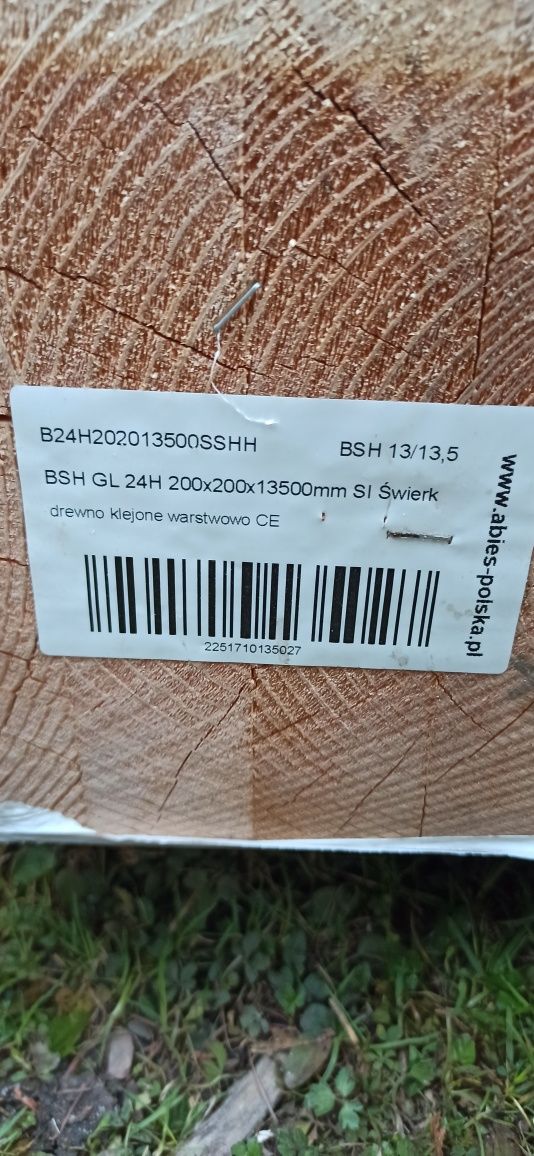 B24H202013500SSHH BSH 13/13,5
BSH GL 24H 200x200x13500mm SI Świerk
drewno klejone warstwowo CE
2251710135027
www.abies-polska.pl